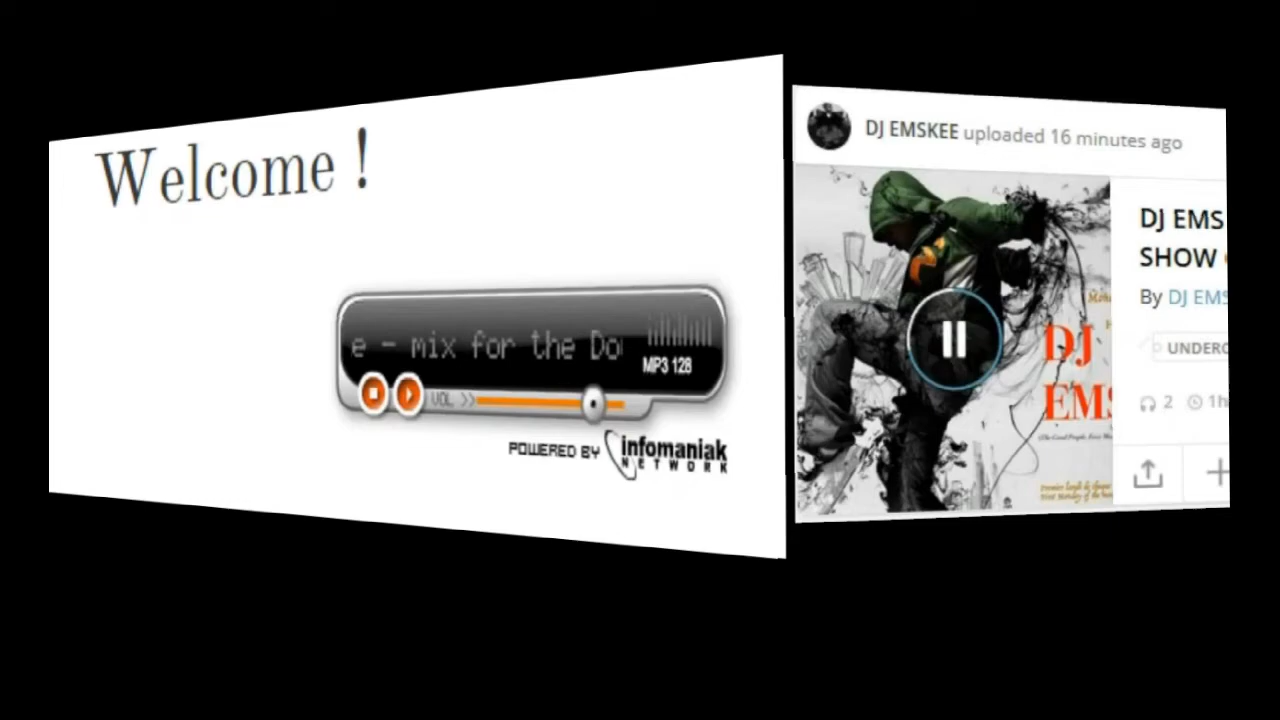 Welcome !
e - mix for the Do
MP3 128
VOL >>
POWERED BY infomaniak
NETWORK
DJ EMSKEE uploaded 16 minutes ago
DJ EMS
SHOW
By DJ EMS
UNDERG
2 1h
DJ
EMS